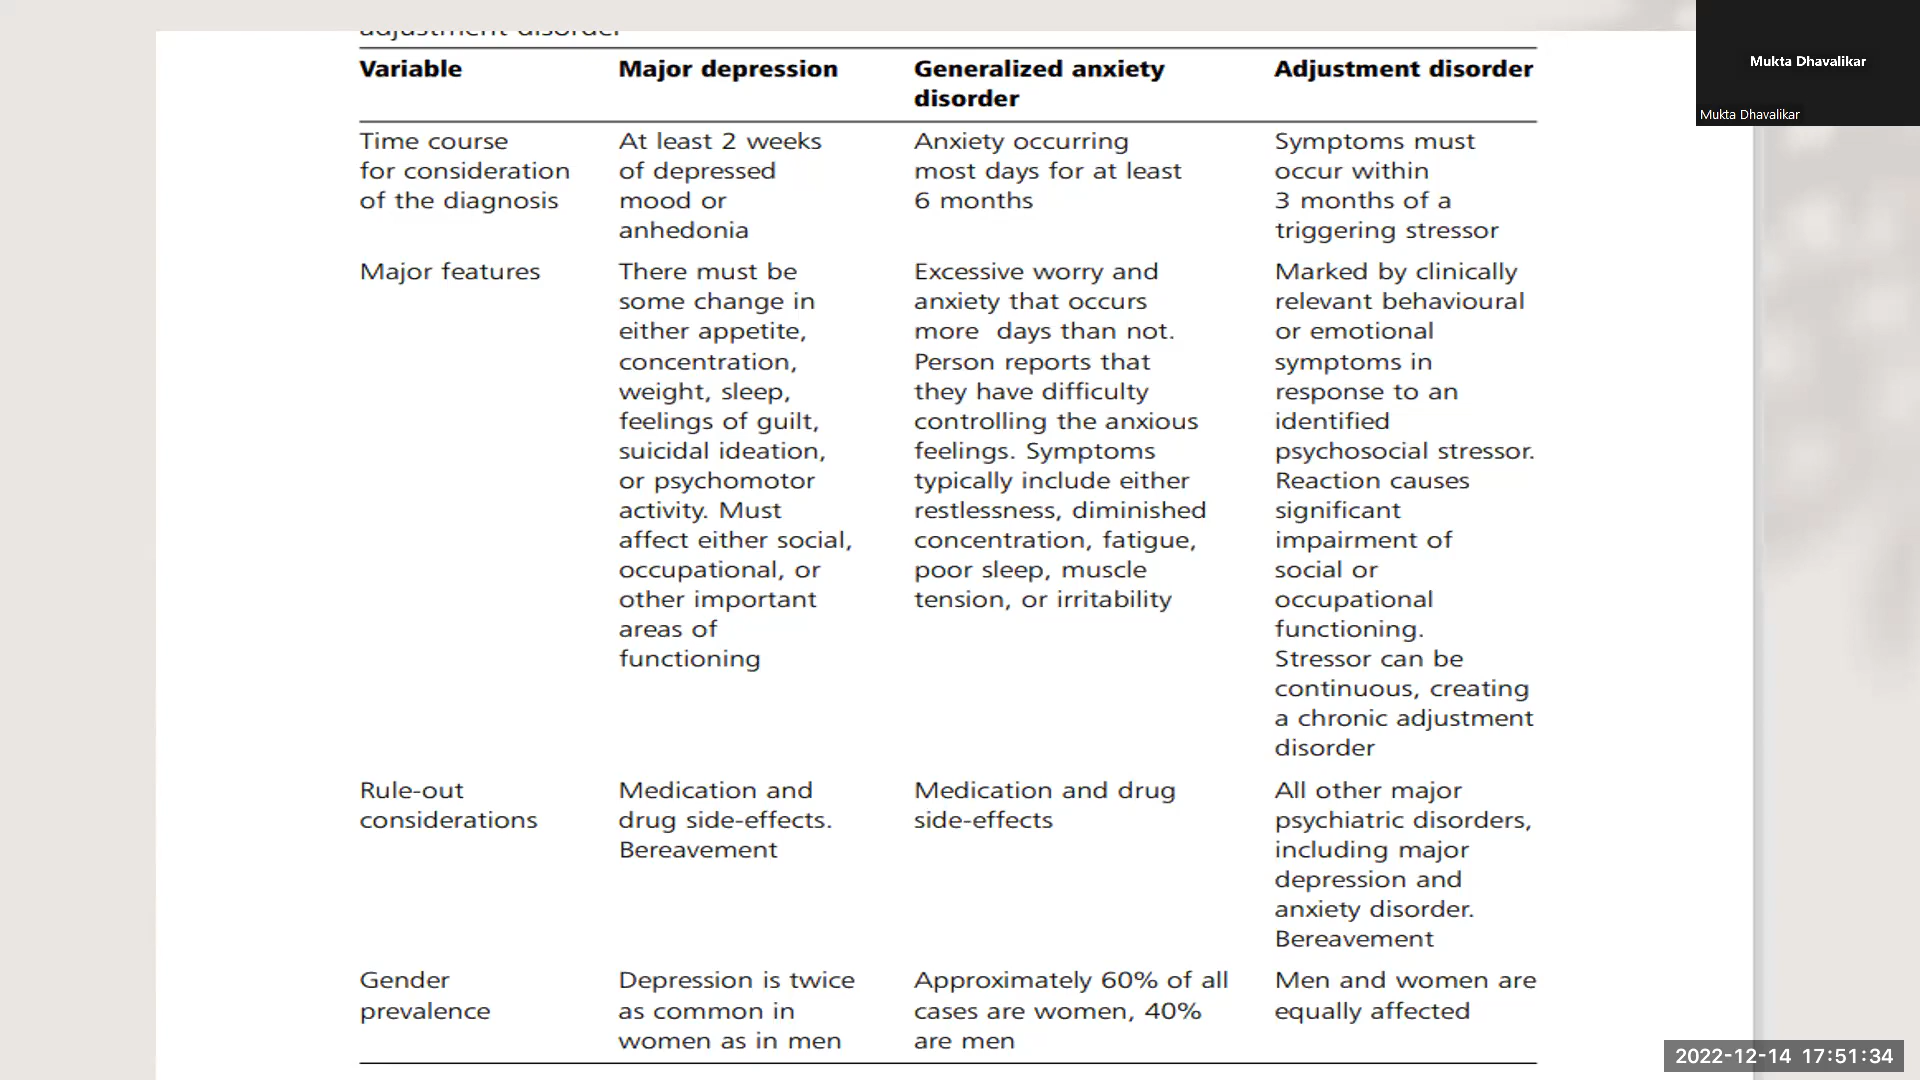 adjustment disorder
Variable
Major depression
Generalized anxiety
disorder
Adjustment disorder
Time course
for consideration
of the diagnosis
At least 2 weeks
of depressed
mood or
anhedonia
Anxiety occurring
most days for at least
6 months
Symptoms must
occur within
3 months of a
triggering stressor
Major features
There must be
some change in
either appetite,
concentration,
weight, sleep,
feelings of guilt,
suicidal ideation,
or psychomotor
activity. Must
affect either social,
occupational, or
other important
areas of
functioning
Excessive worry and
anxiety that occurs
more days than not.
Person reports that
they have difficulty
controlling the anxious
feelings. Symptoms
typically include either
restlessness, diminished
concentration, fatigue,
poor sleep, muscle
tension, or irritability
Marked by clinically
relevant behavioural
or emotional
symptoms in
response to an
identified
psychosocial stressor.
Reaction causes
significant
impairment of
social or
occupational
functioning.
Stressor can be
continuous, creating
a chronic adjustment
disorder
Rule-out
considerations
Medication and
drug side-effects.
Bereavement
Medication and drug
side-effects
All other major
psychiatric disorders,
including major
depression and
anxiety disorder.
Bereavement
Gender
prevalence
Depression is twice
as common in
women as in men
Approximately 60% of all
cases are women, 40%
are men
Men and women are
equally affected
Mukta Dhavalikar
Mukta Dhavalikar
2022-12-14 17:51:34